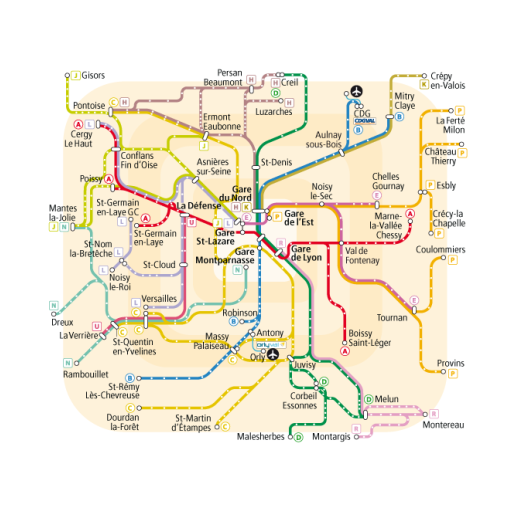 J Gisors
Persan
Beaumont H
H Creil
D
K Crépy
en-Valois
Pontoise C H
Luzarches H
CDG
CDGVAL
B
Mitry
Claye B
P
La Ferté
Milon
A L
Cergy
Le Haut
Ermont
Eaubonne
J
Aulnay
sous-Bois
Château P
Thierry
Conflans
Fin d'Oise
Asnières
sur-Seine
St-Denis
Poissy A
J
Noisy
le-Sec
Chelles
Gournay
E
Esbly
P
Mantes
la-Jolie
J N
St-Germain
en-Laye GC
L
A
La Défense
U
Gare
du Nord
H K
L E
J
P
Gare
de l'Est
A
Marne-
la-Vallée
Chessy
Crécy-la
Chapelle
P
St-Nom
la-Bretêche
L
St-Germain
en-Laye
Gare
St-Lazare
R
Gare
de Lyon
Val de
Fontenay
Coulommiers
P
Noisy
le-Roi
L
St-Cloud
Gare
Montparnasse
N
N
Dreux
Versailles
L
C
C
C
E
Tournan
U
La Verrière
St-Quentin
en-Yvelines
Robinson
B
Antony
ORLYVAL
Orly
Massy
Palaiseau
C
Boissy
Saint-Léger
A
N
Rambouillet
B
St-Rémy
Lès-Chevreuse
Juvisy
Provins
P
C
Dourdan
la-Forêt
St-Martin
d'Étampes
C
Corbeil
Essonnes
D
D Melun
R
Montereau
Malesherbes D
Montargis R